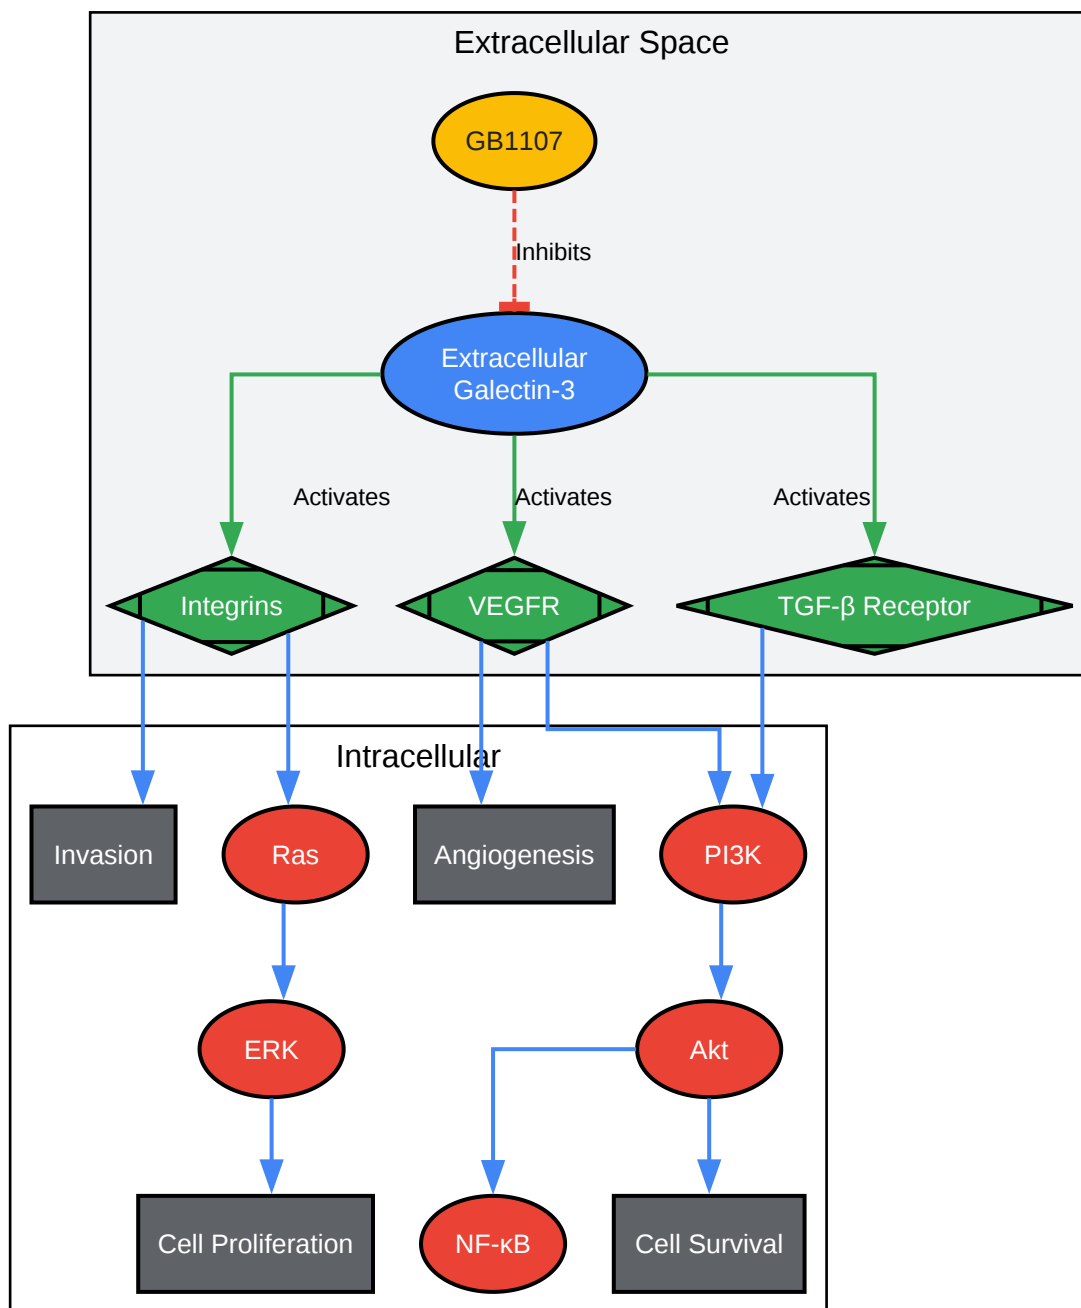 Extracellular Space
GB1107
Inhibits
Extracellular
Galectin-3
Activates
Activates
Activates
Integrins
VEGFR
TGF-β Receptor
Intracellular
Invasion
Ras
Angiogenesis
PI3K
ERK
Akt
Cell Proliferation
NF-κB
Cell Survival